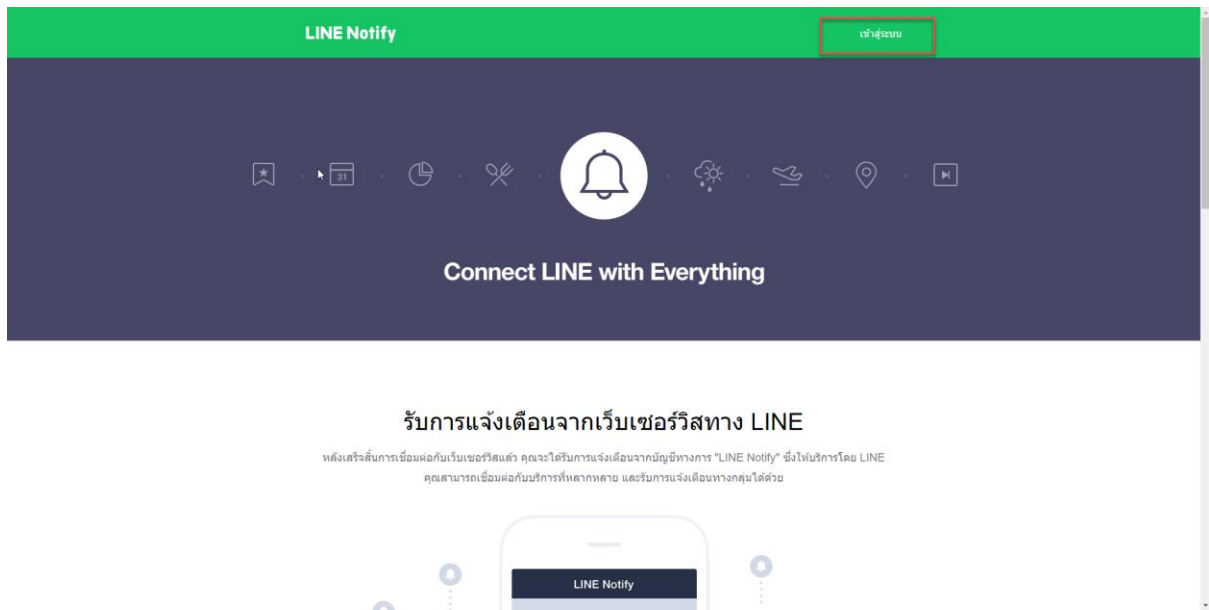 LINE Notify
เข้าสู่ระบบ
31
Connect LINE with Everything
รับการแจ้งเตือนจากเว็บเซอร์วิสทาง LINE
หลังเสร็จสิ้นการเชื่อมต่อกับเว็บเซอร์วิสแล้ว คุณจะได้รับการแจ้งเตือนจากบัญชีทางการ "LINE Notify" ซึ่งให้บริการโดย LINE
คุณสามารถเชื่อมต่อกับบริการที่หลากหลาย และรับการแจ้งเตือนทางกลุ่มได้ด้วย
LINE Notify